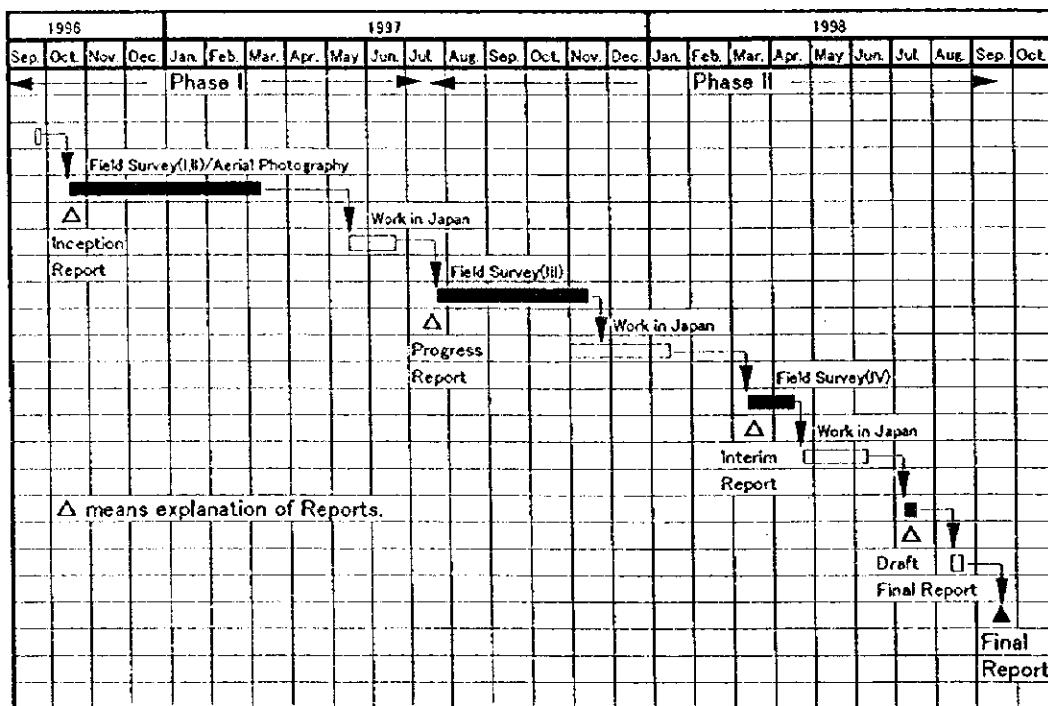 1996 1997 1998
Sep. Oct. Nov. Dec. Jan. Feb. Mar. Apr. May Jun. Jul. Aug. Sep. Oct. Nov. Dec. Jan. Feb. Mar. Apr. May Jun. Jul. Aug. Sep. Oct.
Phase I Phase II
Field Survey(I,II)/Aerial Photography
Work in Japan
Inception
Report
Field Survey(III)
Work in Japan
Progress
Report
Field Survey(IV)
Work in Japan
Interim
Report
△ means explanation of Reports.
Draft
Final Report
Final
Report